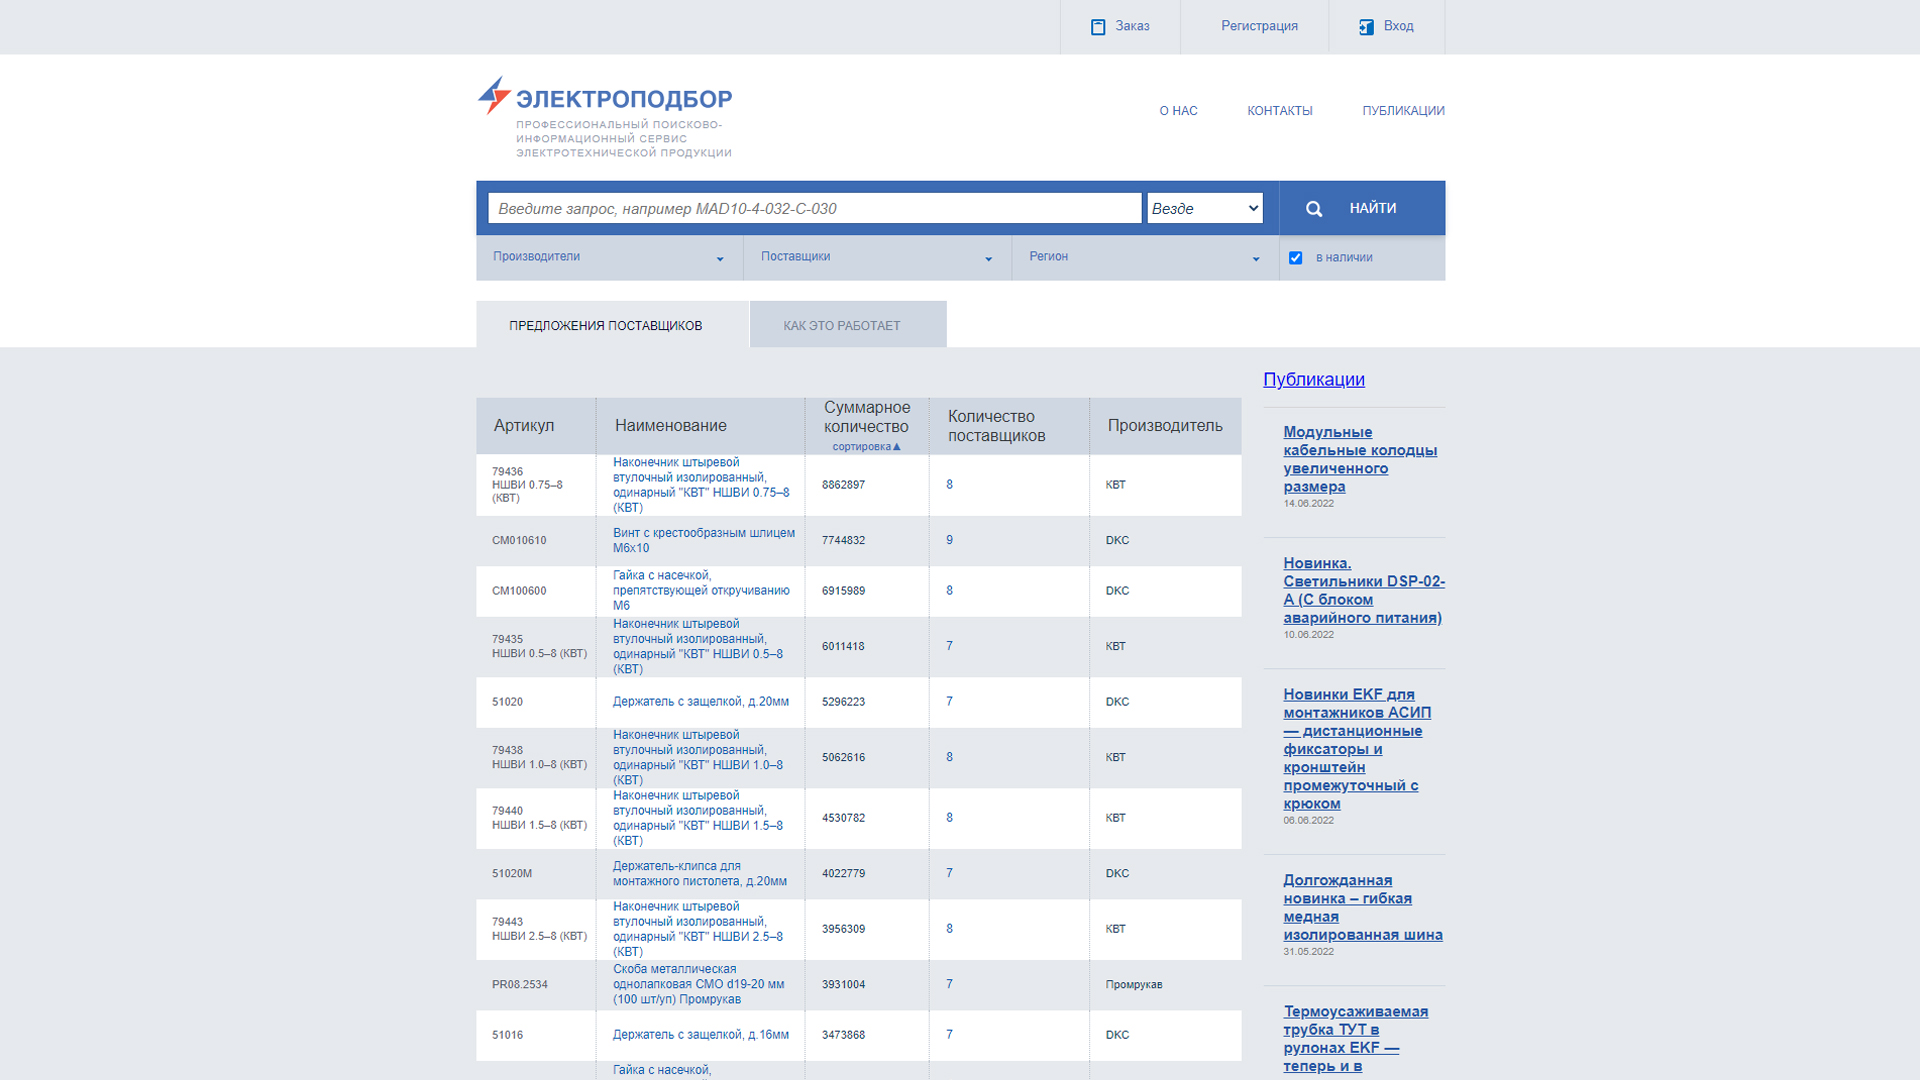 Заказ
Регистрация
Вход
ЭЛЕКТРОПОДБОР
ПРОФЕССИОНАЛЬНЫЙ ПОИСКОВО-
ИНФОРМАЦИОННЫЙ СЕРВИС
ЭЛЕКТРОТЕХНИЧЕСКОЙ ПРОДУКЦИИ
О НАС
КОНТАКТЫ
ПУБЛИКАЦИИ
Введите запрос, например MAD10-4-032-C-030
Везде
НАЙТИ
Производители
Поставщики
Регион
в наличии
ПРЕДЛОЖЕНИЯ ПОСТАВЩИКОВ
КАК ЭТО РАБОТАЕТ
Артикул
Наименование
Суммарное
количество
сортировка▲
Количество
поставщиков
Производитель
79436
НШВИ 0.75–8
(КВТ)
Наконечник штыревой
втулочный изолированный,
одинарный "КВТ" НШВИ 0.75–8
(КВТ)
8862897
8
КВТ
CM010610
Винт с крестообразным шлицем
М6х10
7744832
9
DKC
CM100600
Гайка с насечкой,
препятствующей откручиванию
М6
6915989
8
DKC
79435
НШВИ 0.5–8 (КВТ)
Наконечник штыревой
втулочный изолированный,
одинарный "КВТ" НШВИ 0.5–8
(КВТ)
6011418
7
КВТ
51020
Держатель с защелкой, д.20мм
5296223
7
DKC
79438
НШВИ 1.0–8 (КВТ)
Наконечник штыревой
втулочный изолированный,
одинарный "КВТ" НШВИ 1.0–8
(КВТ)
5062616
8
КВТ
79440
НШВИ 1.5–8 (КВТ)
Наконечник штыревой
втулочный изолированный,
одинарный "КВТ" НШВИ 1.5–8
(КВТ)
4530782
8
КВТ
51020M
Держатель-клипса для
монтажного пистолета, д.20мм
4022779
7
DKC
79443
НШВИ 2.5–8 (КВТ)
Наконечник штыревой
втулочный изолированный,
одинарный "КВТ" НШВИ 2.5–8
(КВТ)
3956309
8
КВТ
PR08.2534
Скоба металлическая
однолапковая СМО d19-20 мм
(100 шт/уп) Промрукав
3931004
7
Промрукав
51016
Держатель с защелкой, д.16мм
3473868
7
DKC
Гайка с насечкой,
Публикации
Модульные
кабельные колодцы
увеличенного
размера
14.06.2022
Новинка.
Светильники DSP-02-
А (С блоком
аварийного питания)
10.06.2022
Новинки EKF для
монтажников АСИП
— дистанционные
фиксаторы и
кронштейн
промежуточный с
крюком
06.06.2022
Долгожданная
новинка – гибкая
медная
изолированная шина
31.05.2022
Термоусаживаемая
трубка ТУТ в
рулонах EKF —
теперь и в